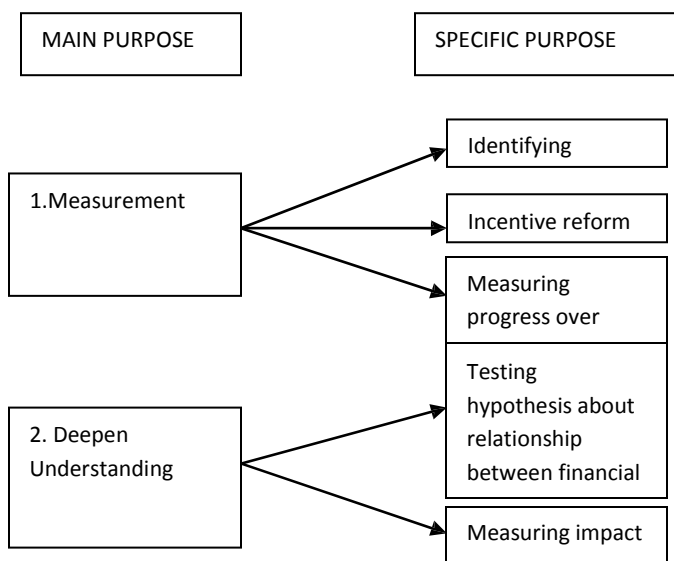 MAIN PURPOSE
SPECIFIC PURPOSE
1.Measurement
Identifying
Incentive reform
Measuring
progress over
2. Deepen
Understanding
Testing
hypothesis about
relationship
between financial
Measuring impact